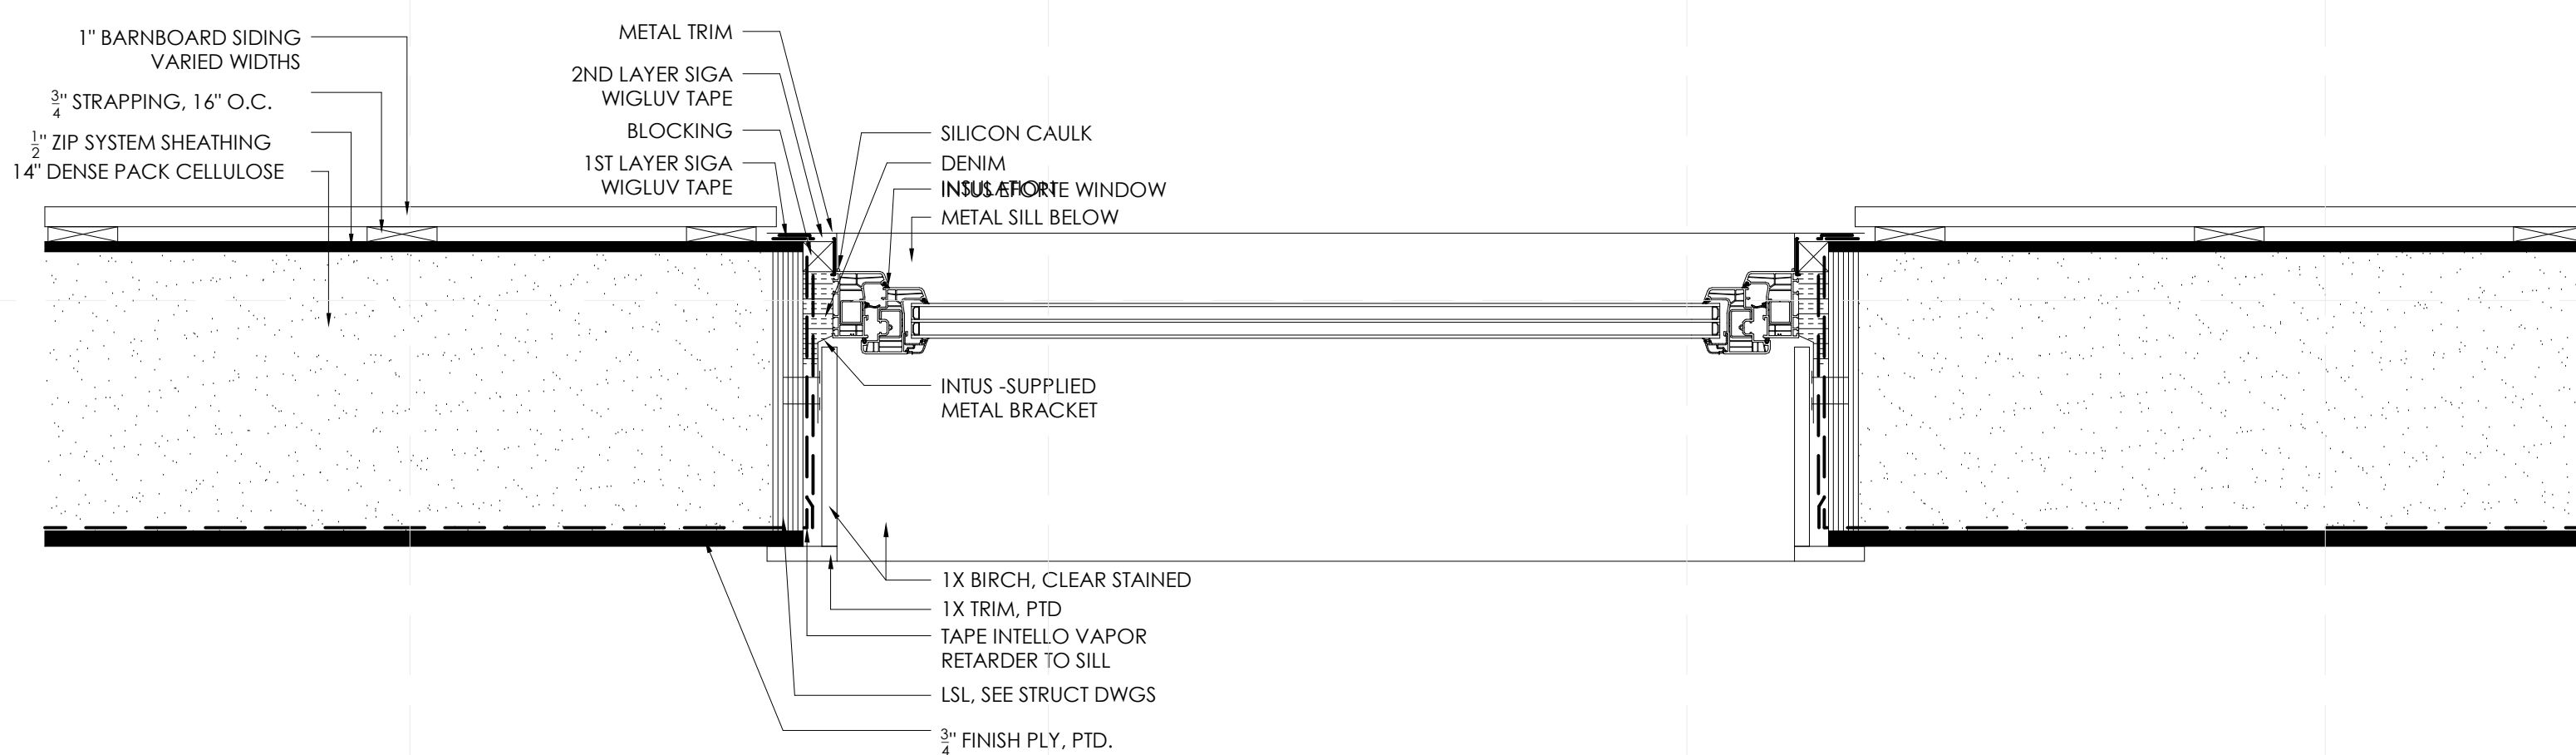 1" BARNBOARD SIDING
VARIED WIDTHS
3/4" STRAPPING, 16" O.C.
1/2" ZIP SYSTEM SHEATHING
14" DENSE PACK CELLULOSE
METAL TRIM
2ND LAYER SIGA
WIGLUV TAPE
BLOCKING
1ST LAYER SIGA
WIGLUV TAPE
SILICON CAULK
DENIM
INSULATION
INTUS EFORTE WINDOW
METAL SILL BELOW
INTUS -SUPPLIED
METAL BRACKET
1X BIRCH, CLEAR STAINED
1X TRIM, PTD
TAPE INTELLO VAPOR
RETARDER TO SILL
LSL, SEE STRUCT DWGS
3/4" FINISH PLY, PTD.